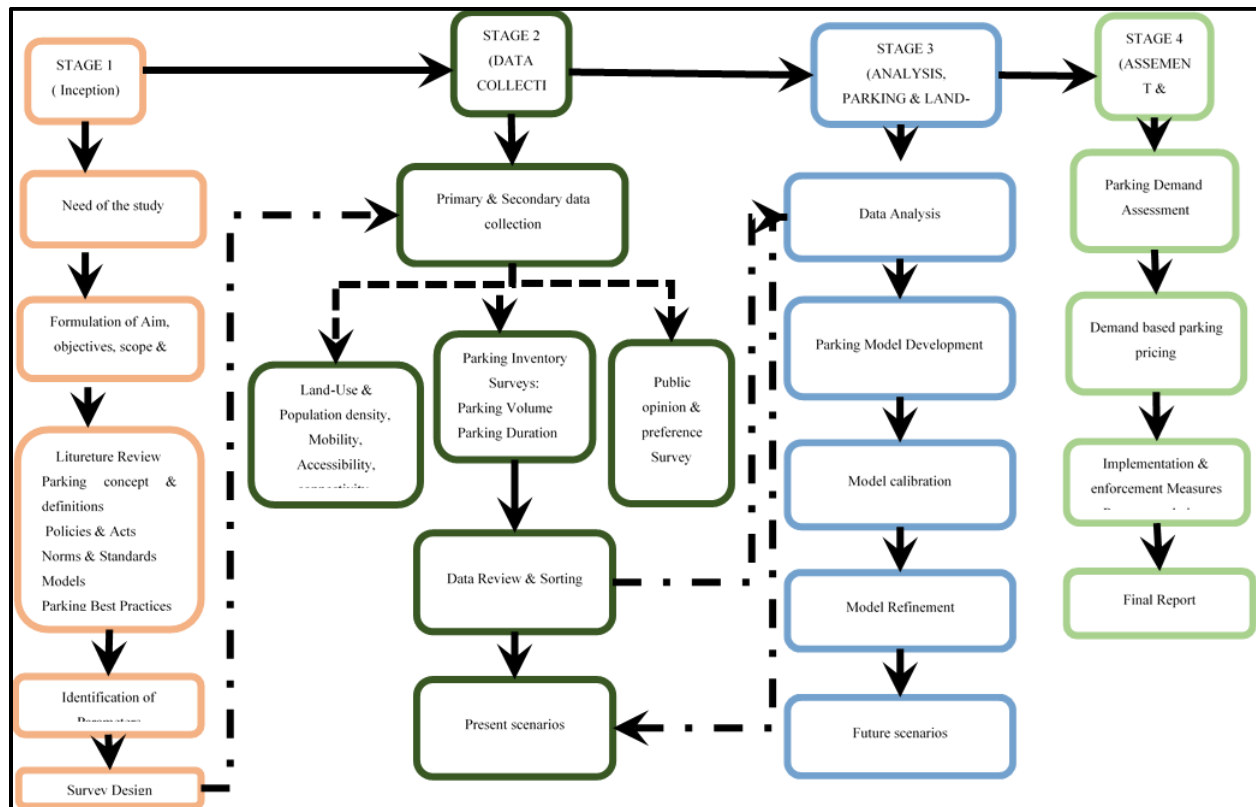 STAGE 1
( Inception)
Need of the study
Formulation of Aim,
objectives, scope &
Litureture Review
Parking concept &
definitions
Policies & Acts
Norms & Standards
Models
Parking Best Practices
Identification of
Parameters
Survey Design
STAGE 2
(DATA
COLLECTI
Primary & Secondary data
collection
Land-Use &
Population density,
Mobility,
Accessibility,
connectivity
Parking Inventory
Surveys:
Parking Volume
Parking Duration
Public
opinion &
preference
Survey
Data Review & Sorting
Present scenarios
STAGE 3
(ANALYSIS,
PARKING & LAND-
Data Analysis
Parking Model Development
Model calibration
Model Refinement
Future scenarios
STAGE 4
(ASSEMEN
T &
Parking Demand
Assessment
Demand based parking
pricing
Implementation &
enforcement Measures
Final Report